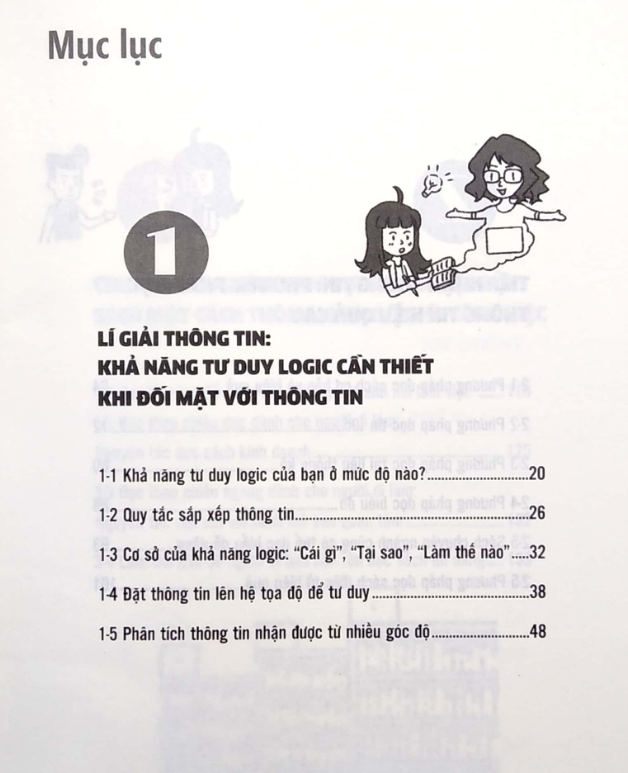 Mục lục
1
LÍ GIẢI THÔNG TIN:
KHẢ NĂNG TƯ DUY LOGIC CẦN THIẾT
KHI ĐỐI MẶT VỚI THÔNG TIN
1-1 Khả năng tư duy logic của bạn ở mức độ nào?....................20
1-2 Quy tắc sắp xếp thông tin..............................................26
1-3 Cơ sở của khả năng logic: “Cái gì”, “Tại sao”, “Làm thế nào”.....32
1-4 Đặt thông tin lên hệ tọa độ để tư duy...............................38
1-5 Phân tích thông tin nhận được từ nhiều góc độ...................48